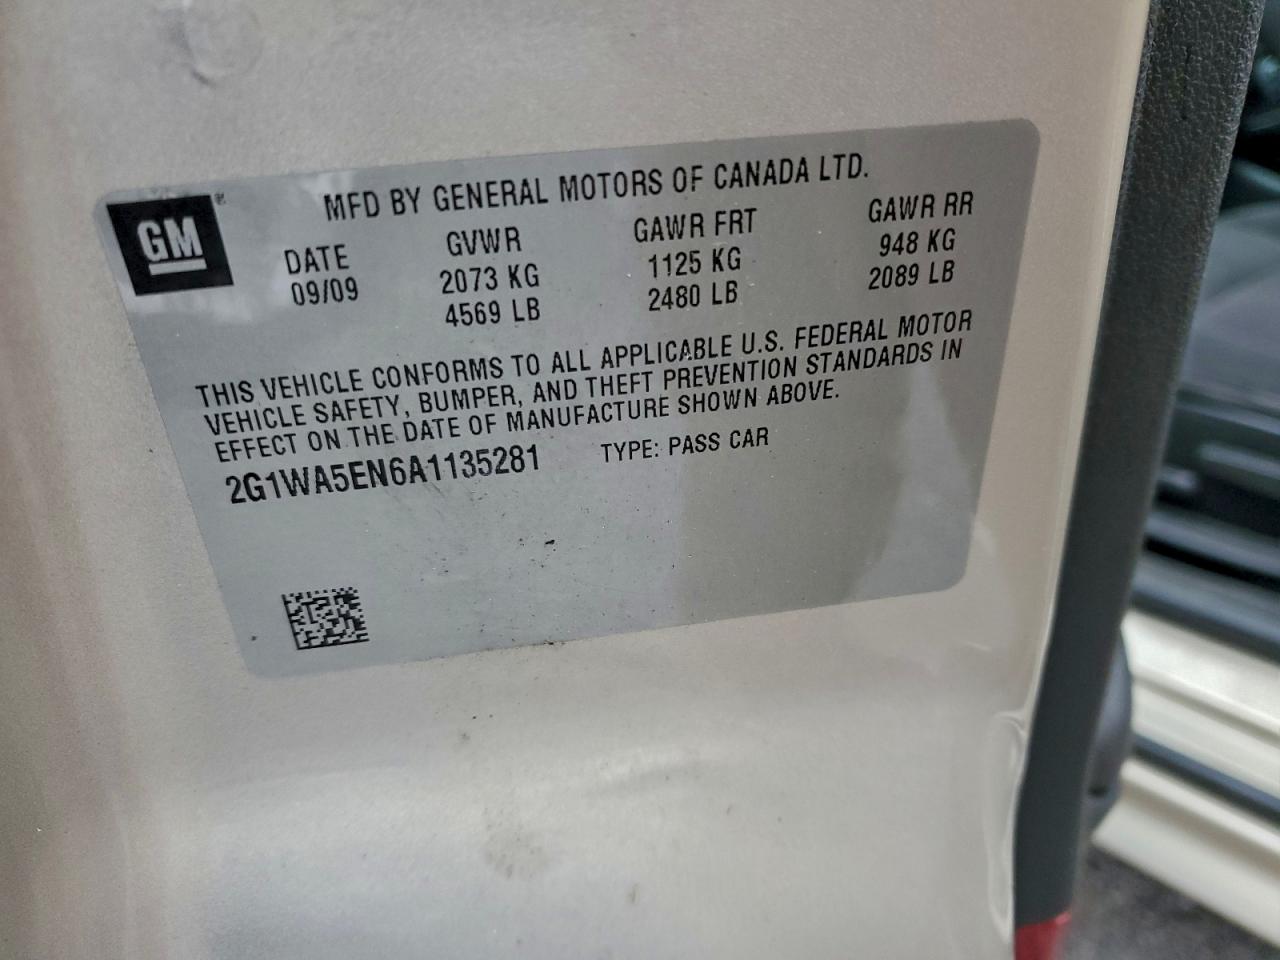 GM®
MFD BY GENERAL MOTORS OF CANADA LTD.
DATE GVWR GAWR FRT GAWR RR
09/09 2073 KG 1125 KG 948 KG
4569 LB 2480 LB 2089 LB
THIS VEHICLE CONFORMS TO ALL APPLICABLE U.S. FEDERAL MOTOR
VEHICLE SAFETY, BUMPER, AND THEFT PREVENTION STANDARDS IN
EFFECT ON THE DATE OF MANUFACTURE SHOWN ABOVE.
2G1WA5EN6A1135281 TYPE: PASS CAR